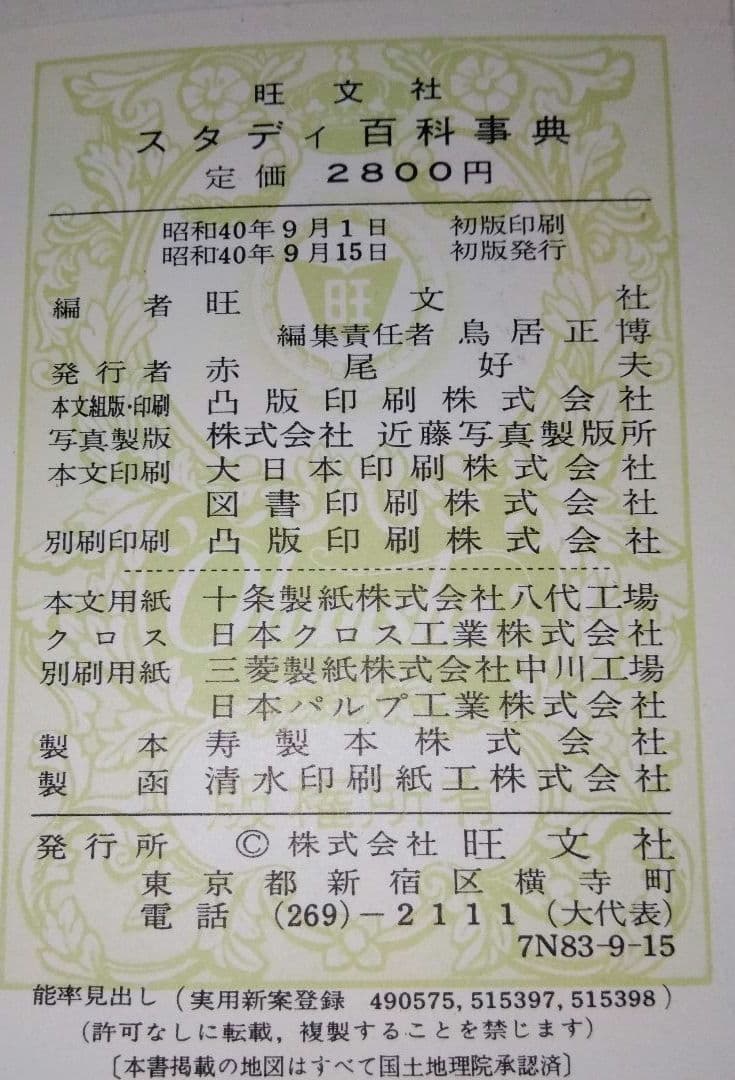 旺文社
スタディ百科事典
定価 2800円
昭和40年9月1日 初版印刷
昭和40年9月15日 初版発行
編者 旺文社
編集責任者 鳥居正博
発行者 赤尾好夫
本文組版・印刷 凸版印刷株式会社
写真製版 株式会社 近藤写真製版所
本文印刷 大日本印刷株式会社
図書印刷株式会社
別刷印刷 凸版印刷株式会社
本文用紙 十条製紙株式会社八代工場
クロス 日本クロス工業株式会社
別刷用紙 三菱製紙株式会社中川工場
日本パルプ工業株式会社
製本 寿製本株式会社
製函 清水印刷紙工株式会社
版権所有
発行所 © 株式会社 旺文社
東京都新宿区横寺町
電話 (269)-2111 (大代表)
7N83-9-15
能率見出し (実用新案登録 490575, 515397, 515398)
(許可なしに転載, 複製することを禁じます)
〔本書掲載の地図はすべて国土地理院承認済〕
旺